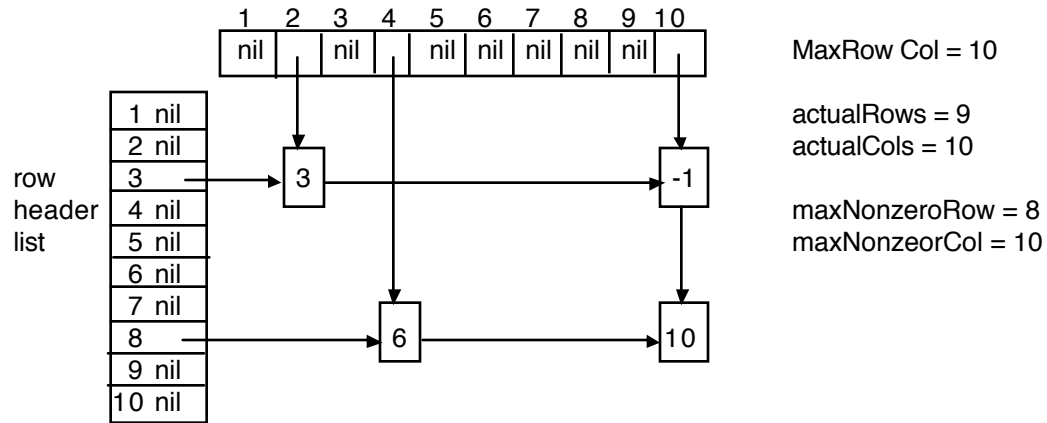 1 2 3 4 5 6 7 8 9 10
nil nil nil nil nil nil nil nil
MaxRow Col = 10
actualRows = 9
actualCols = 10
maxNonzeroRow = 8
maxNonzeorCol = 10
row
header
list
1 nil
2 nil
3
4 nil
5 nil
6 nil
7 nil
8
9 nil
10 nil
3 -1
6 10